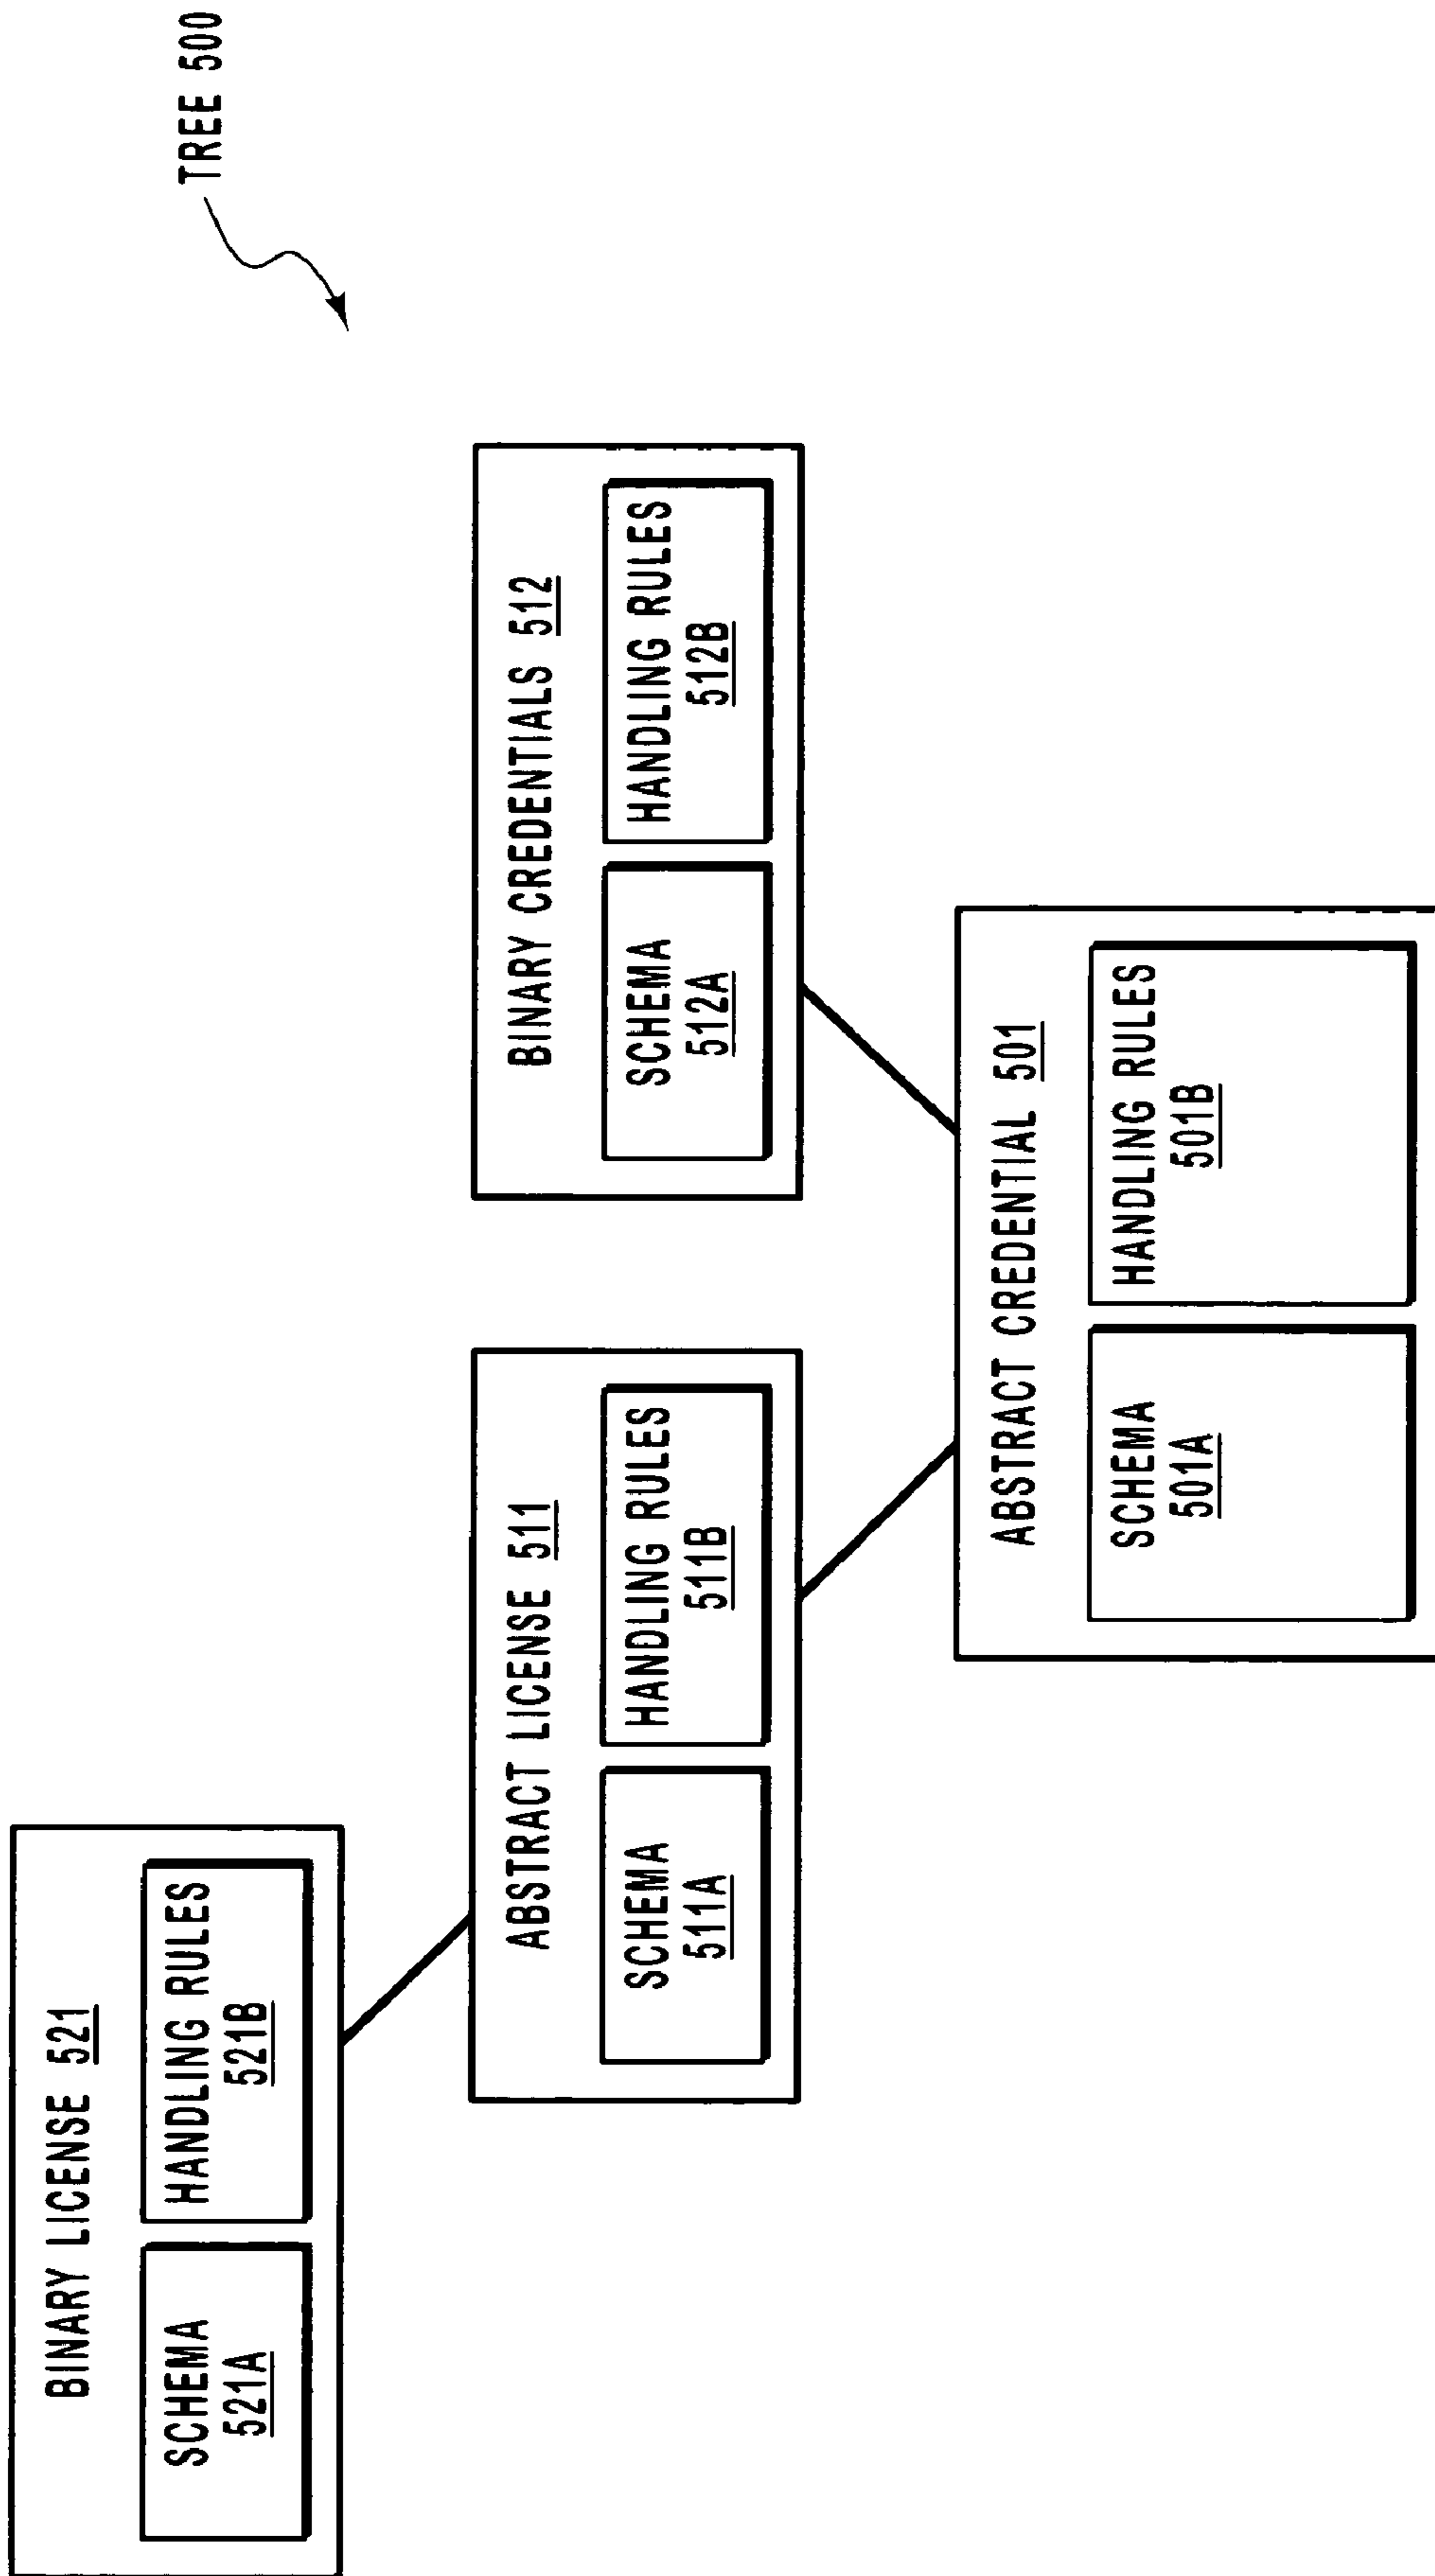 TREE 500
BINARY LICENSE 521
SCHEMA
521A
HANDLING RULES
521B
ABSTRACT LICENSE 511
SCHEMA
511A
HANDLING RULES
511B
BINARY CREDENTIALS 512
SCHEMA
512A
HANDLING RULES
512B
ABSTRACT CREDENTIAL 501
SCHEMA
501A
HANDLING RULES
501B